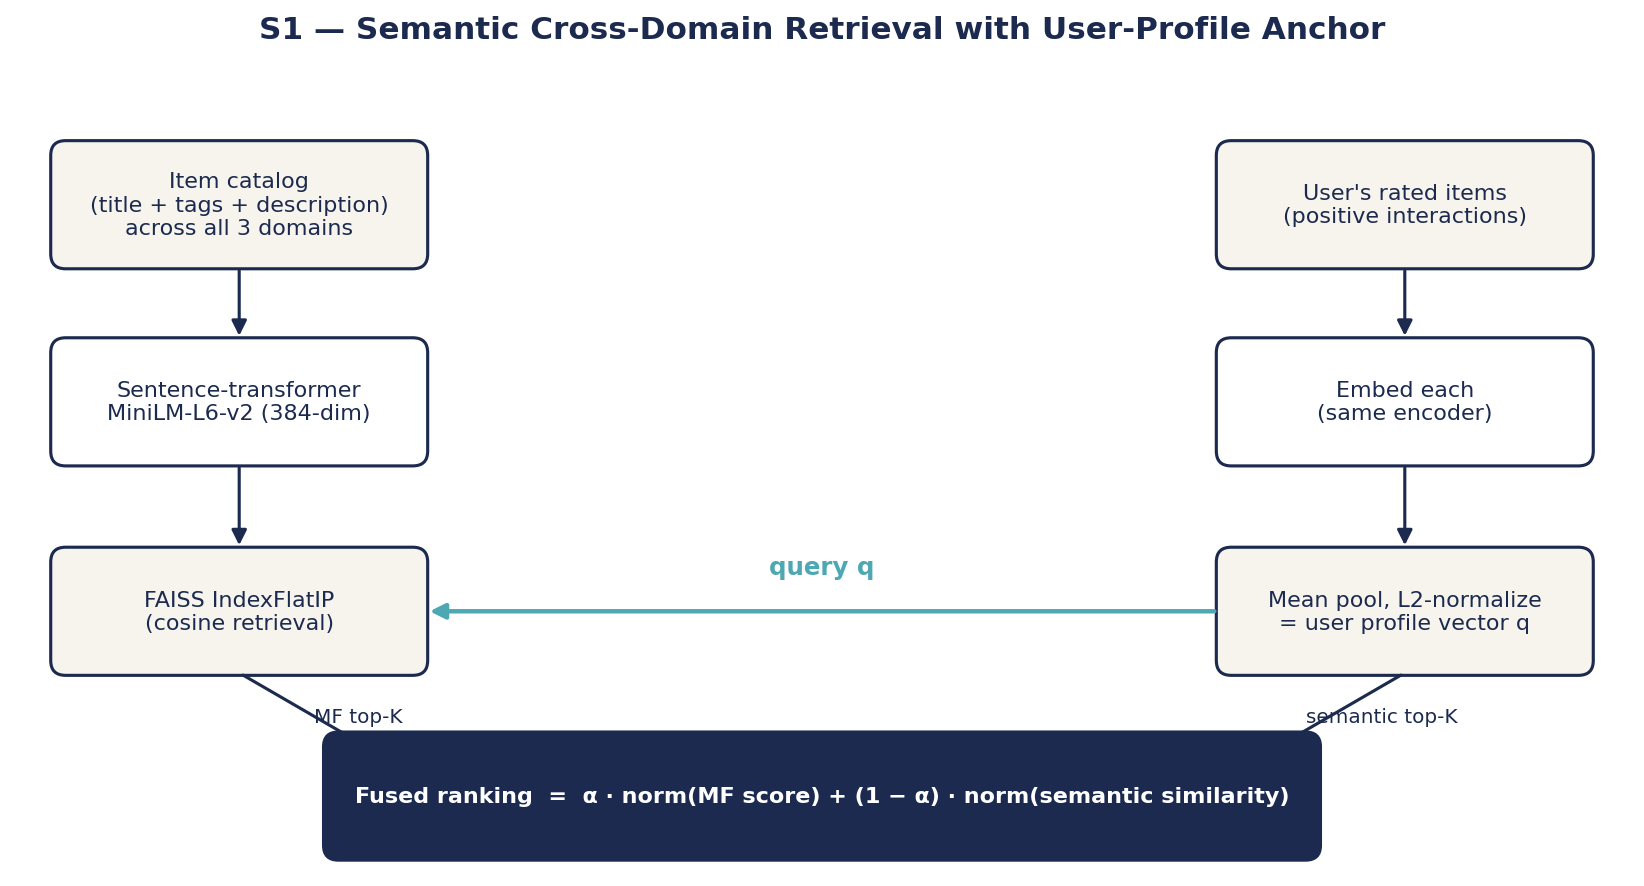 S1 — Semantic Cross-Domain Retrieval with User-Profile Anchor
Item catalog
(title + tags + description)
across all 3 domains
User's rated items
(positive interactions)
Sentence-transformer
MiniLM-L6-v2 (384-dim)
Embed each
(same encoder)
query q
FAISS IndexFlatIP
(cosine retrieval)
Mean pool, L2-normalize
= user profile vector q
MF top-K
semantic top-K
Fused ranking = α · norm(MF score) + (1 − α) · norm(semantic similarity)